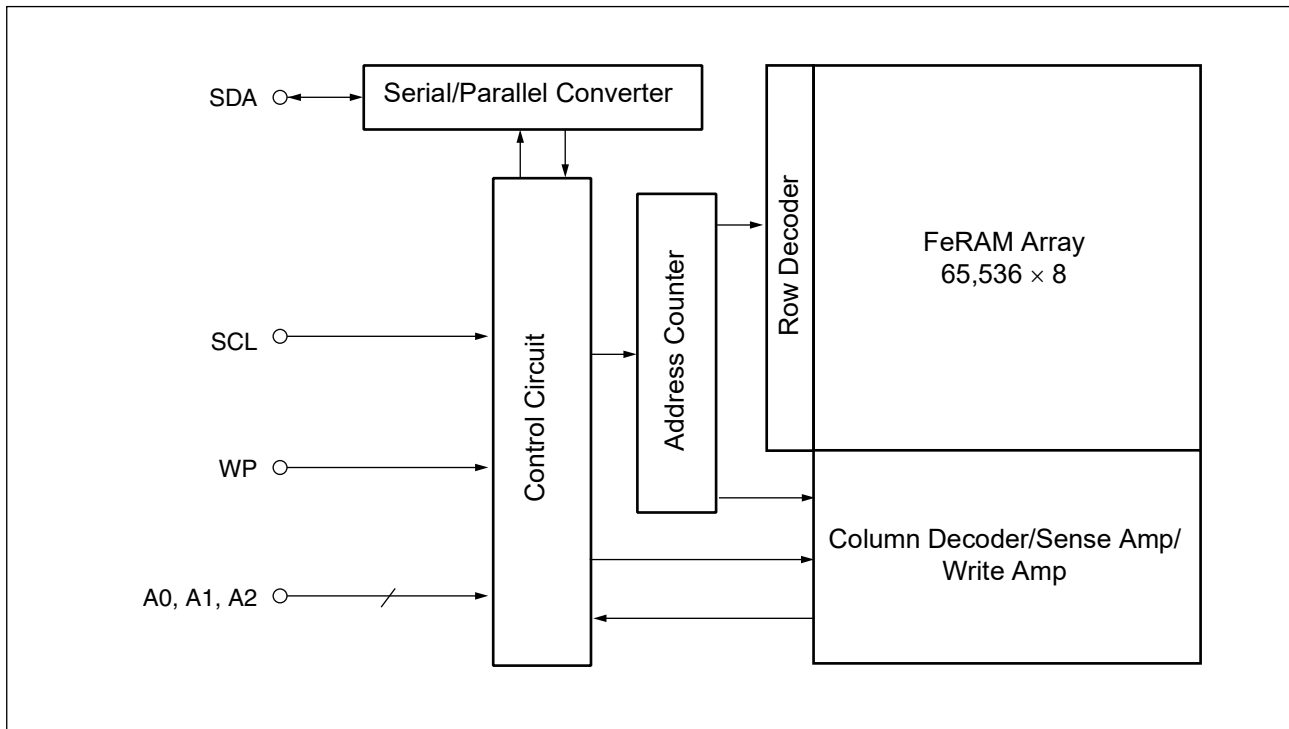 SDA
Serial/Parallel Converter
SCL
WP
A0, A1, A2
Control Circuit
Address Counter
Row Decoder
FeRAM Array
65,536 × 8
Column Decoder/Sense Amp/
Write Amp